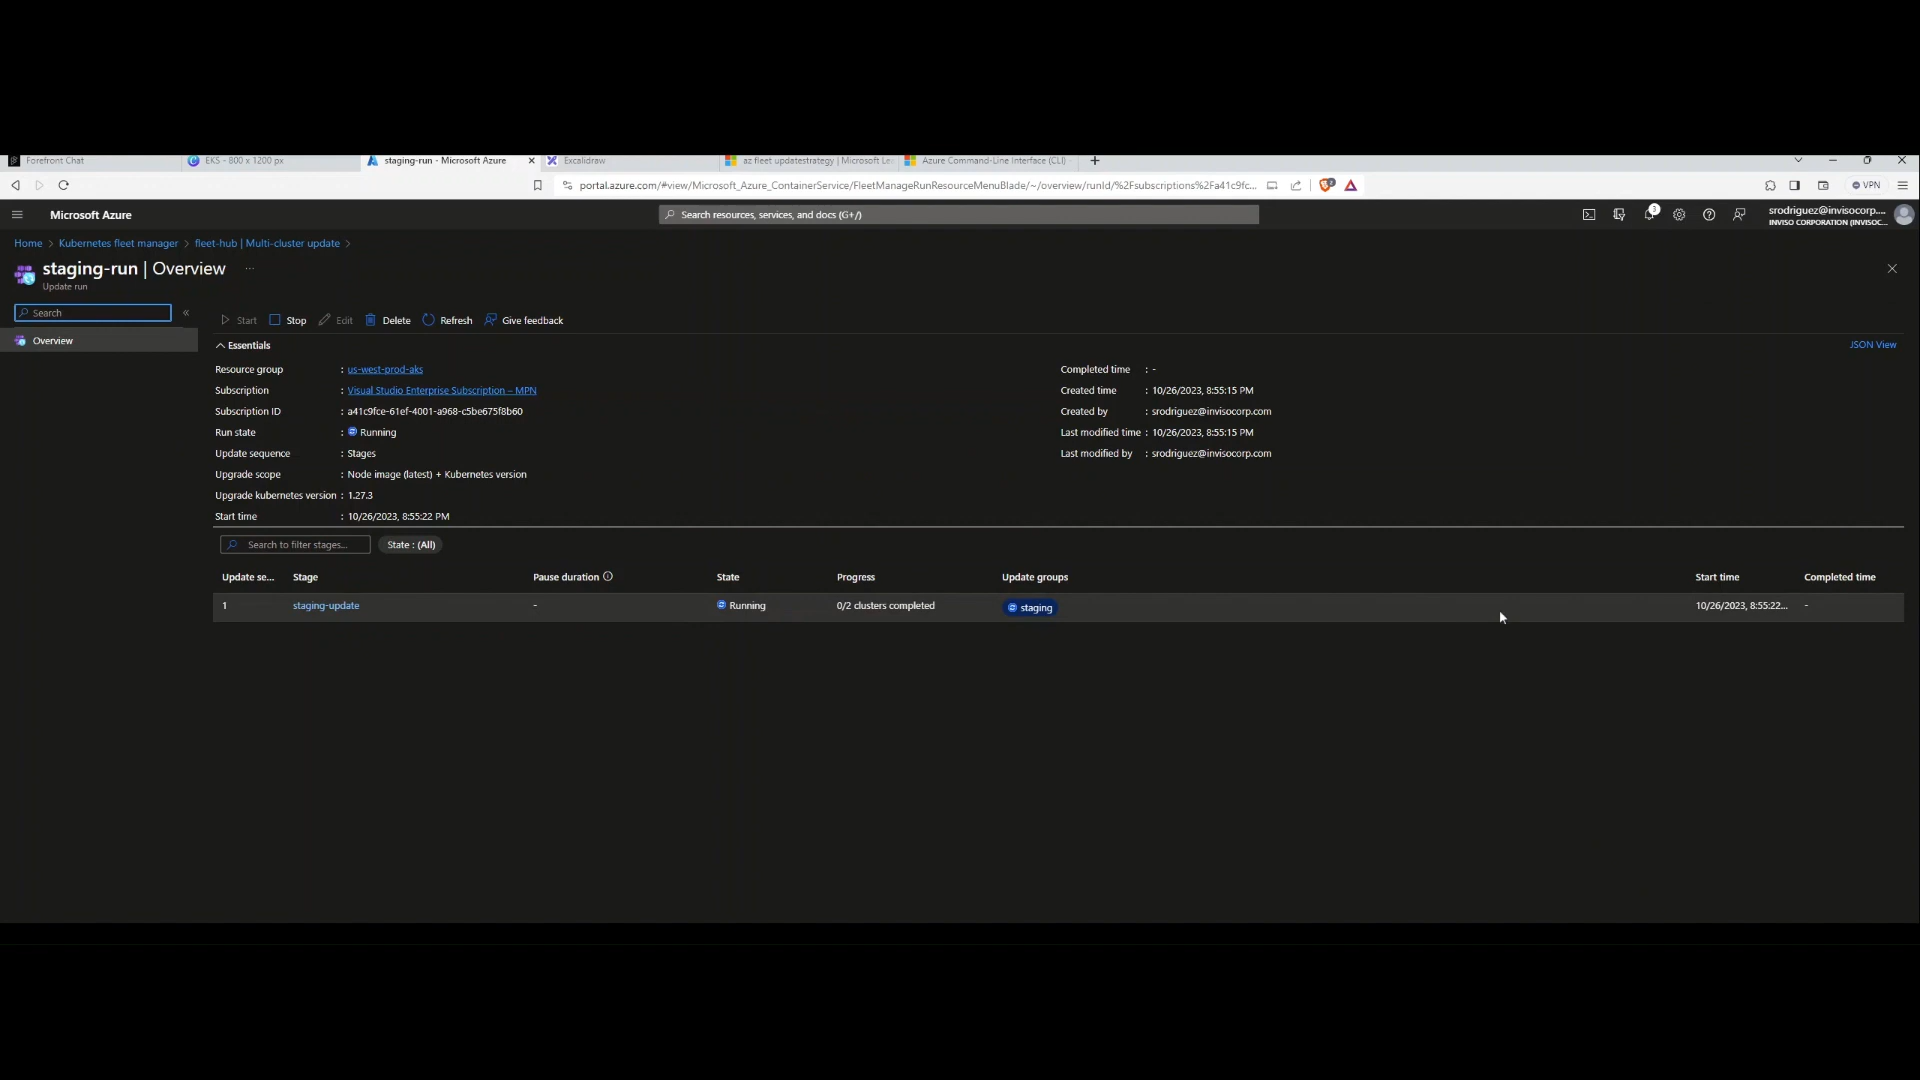 Forefront Chat
EKS - 800 x 1200 px
staging-run - Microsoft Azure
Excalidraw
az fleet updatestrategy | Microsoft Le
Azure Command-Line Interface (CLI) -
portal.azure.com/#view/Microsoft_Azure_ContainerService/FleetManageRunResourceMenuBlade/~/overview/runId/%2Fsubscriptions%2Fa41c9fc...
VPN
Microsoft Azure
Search resources, services, and docs (G+/)
3
srodriguez@invisocorp....
INVISO CORPORATION (INVISOC...
Home > Kubernetes fleet manager > fleet-hub | Multi-cluster update >
staging-run | Overview ...
Update run
Search
Overview
Start Stop Edit Delete Refresh Give feedback
Essentials
JSON View
Resource group : us-west-prod-aks
Subscription : Visual Studio Enterprise Subscription – MPN
Subscription ID : a41c9fce-61ef-4001-a968-c5be675f8b60
Run state : Running
Update sequence : Stages
Upgrade scope : Node image (latest) + Kubernetes version
Upgrade kubernetes version : 1.27.3
Start time : 10/26/2023, 8:55:22 PM
Completed time : -
Created time : 10/26/2023, 8:55:15 PM
Created by : srodriguez@invisocorp.com
Last modified time : 10/26/2023, 8:55:15 PM
Last modified by : srodriguez@invisocorp.com
Search to filter stages...
State : (All)
Update se... Stage Pause duration State Progress Update groups Start time Completed time
1 staging-update - Running 0/2 clusters completed staging 10/26/2023, 8:55:22... -